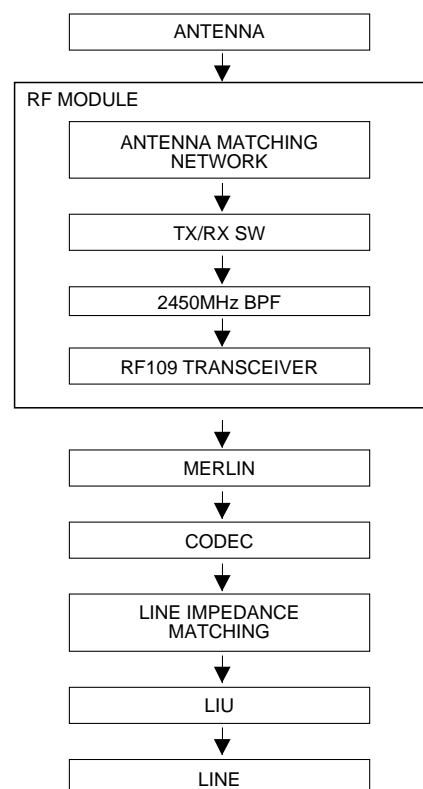 ANTENNA
RF MODULE
ANTENNA MATCHING
NETWORK
TX/RX SW
2450MHz BPF
RF109 TRANSCEIVER
MERLIN
CODEC
LINE IMPEDANCE
MATCHING
LIU
LINE